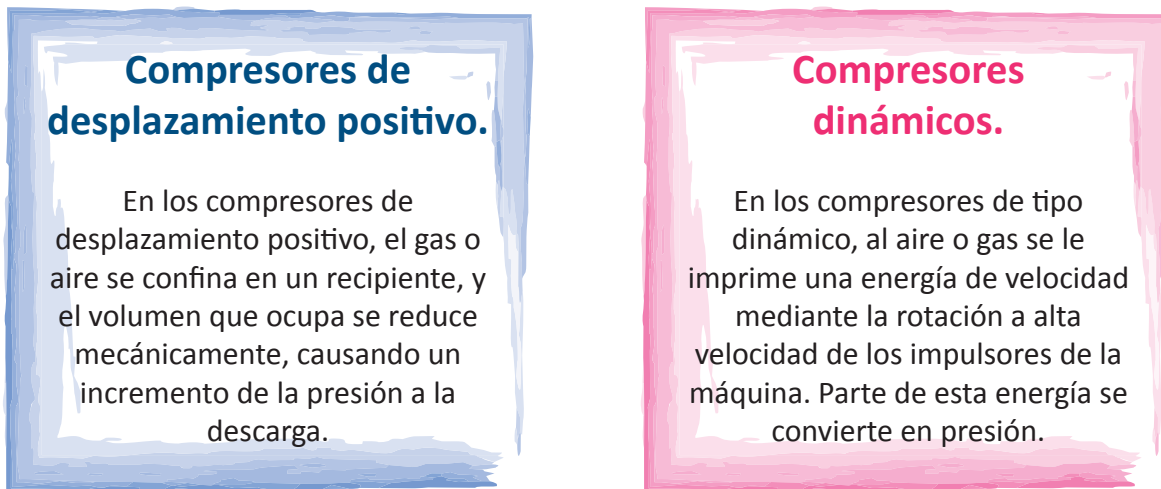 Compresores de
desplazamiento positivo.
En los compresores de
desplazamiento positivo, el gas o
aire se confina en un recipiente, y
el volumen que ocupa se reduce
mecánicamente, causando un
incremento de la presión a la
descarga.
Compresores
dinámicos.
En los compresores de tipo
dinámico, al aire o gas se le
imprime una energía de velocidad
mediante la rotación a alta
velocidad de los impulsores de la
máquina. Parte de esta energía se
convierte en presión.